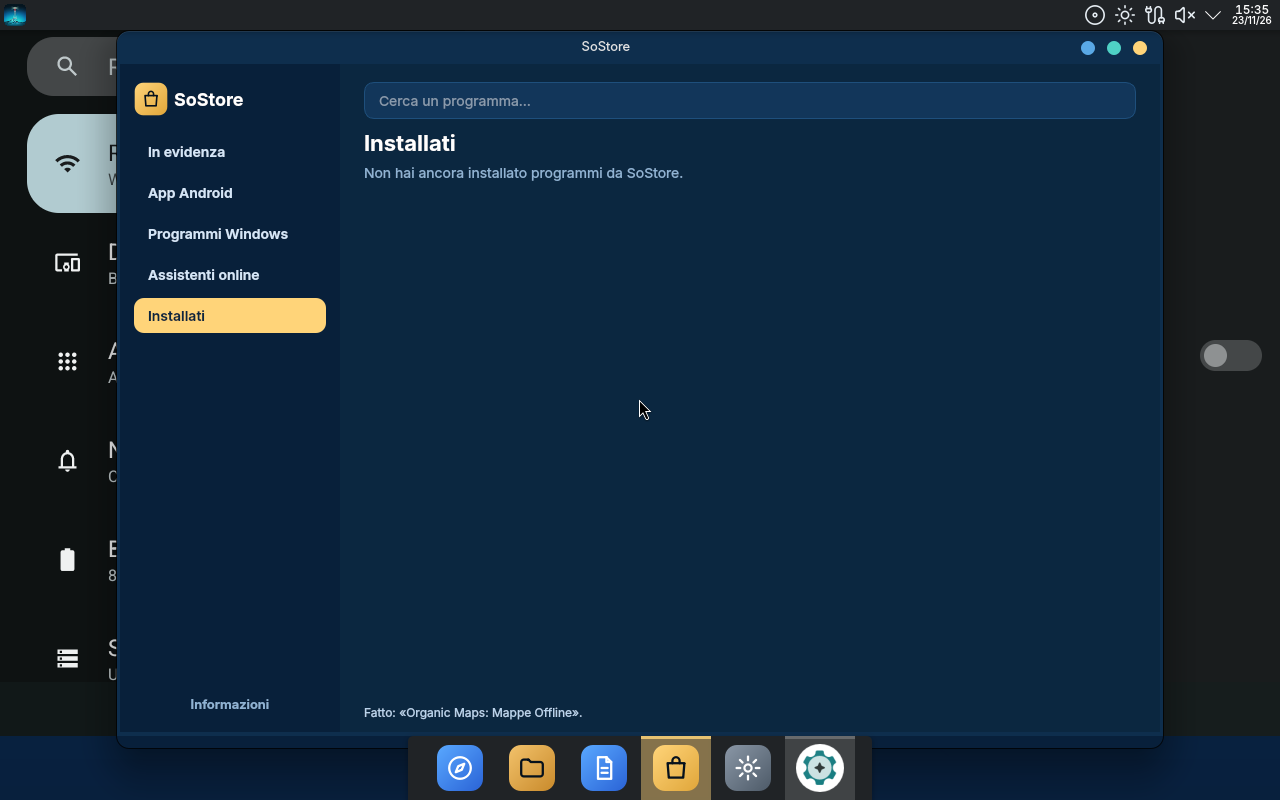 15:35
23/11/26
SoStore
SoStore
Cerca un programma...
In evidenza
App Android
Programmi Windows
Assistenti online
Installati
Installati
Non hai ancora installato programmi da SoStore.
Informazioni
Fatto: «Organic Maps: Mappe Offline».